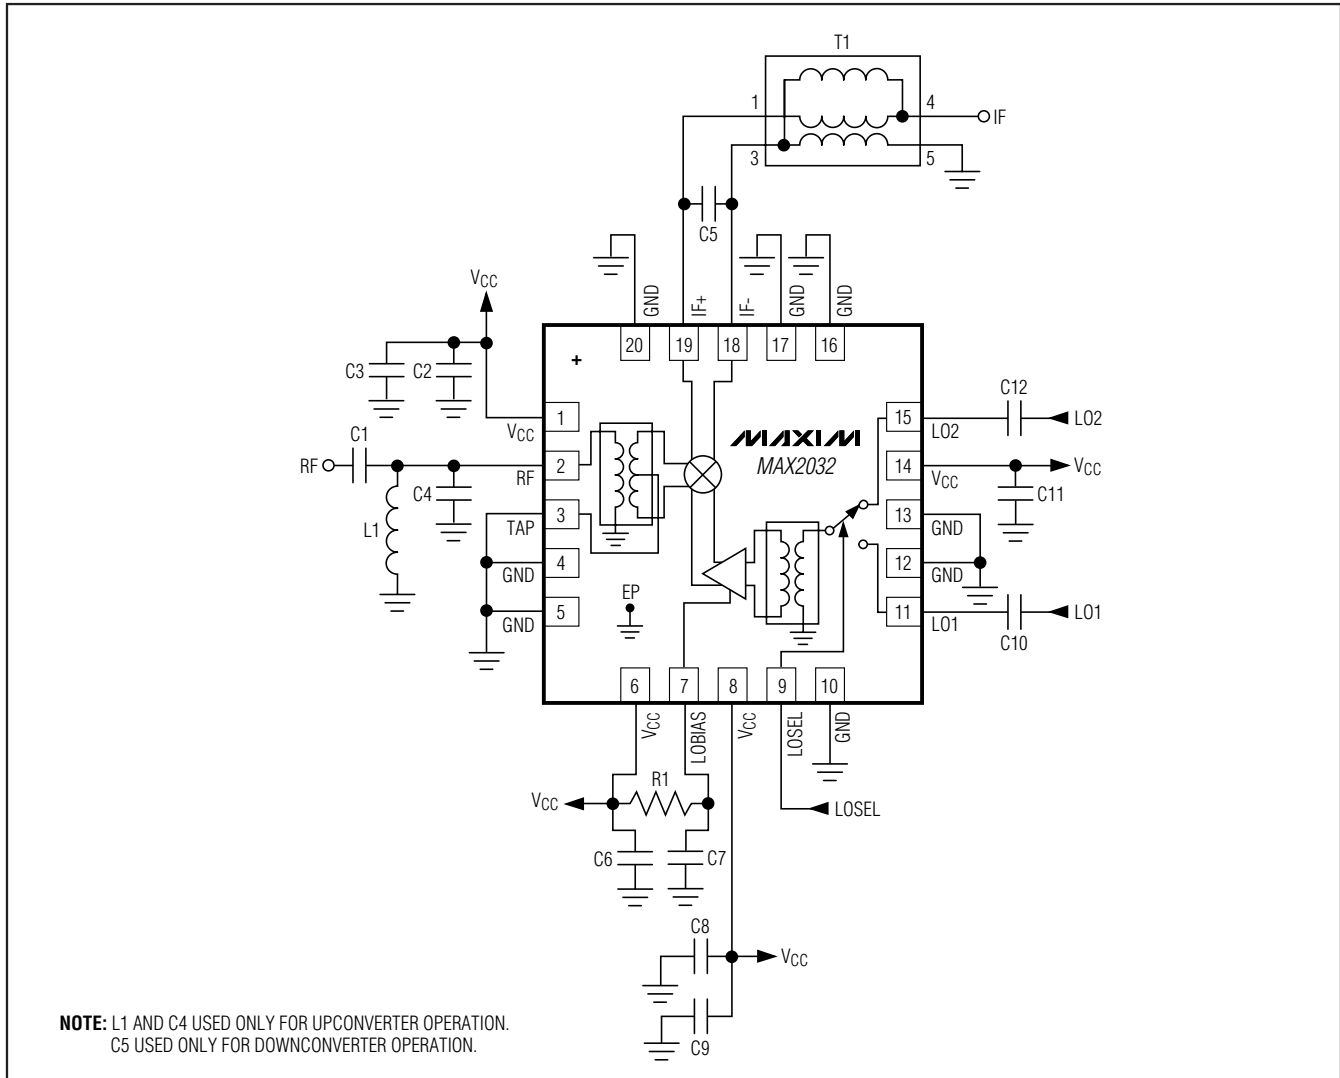 T1
1
4
IF
3
5
C5
GND
IF+
IF-
GND
GND
VCC
20
19
18
17
16
+
C3
C2
C12
1
15
LO2
VCC
LO2
C1
MAXIM
MAX2032
RF
2
14
VCC
RF
VCC
C4
C11
L1
3
13
TAP
GND
4
12
GND
GND
EP
5
11
LO1
GND
LO1
C10
6
7
8
9
10
VCC
LOBIAS
VCC
LOSEL
GND
R1
VCC
LOSEL
C6
C7
C8
VCC
C9
NOTE: L1 AND C4 USED ONLY FOR UPCONVERTER OPERATION.
C5 USED ONLY FOR DOWNCONVERTER OPERATION.